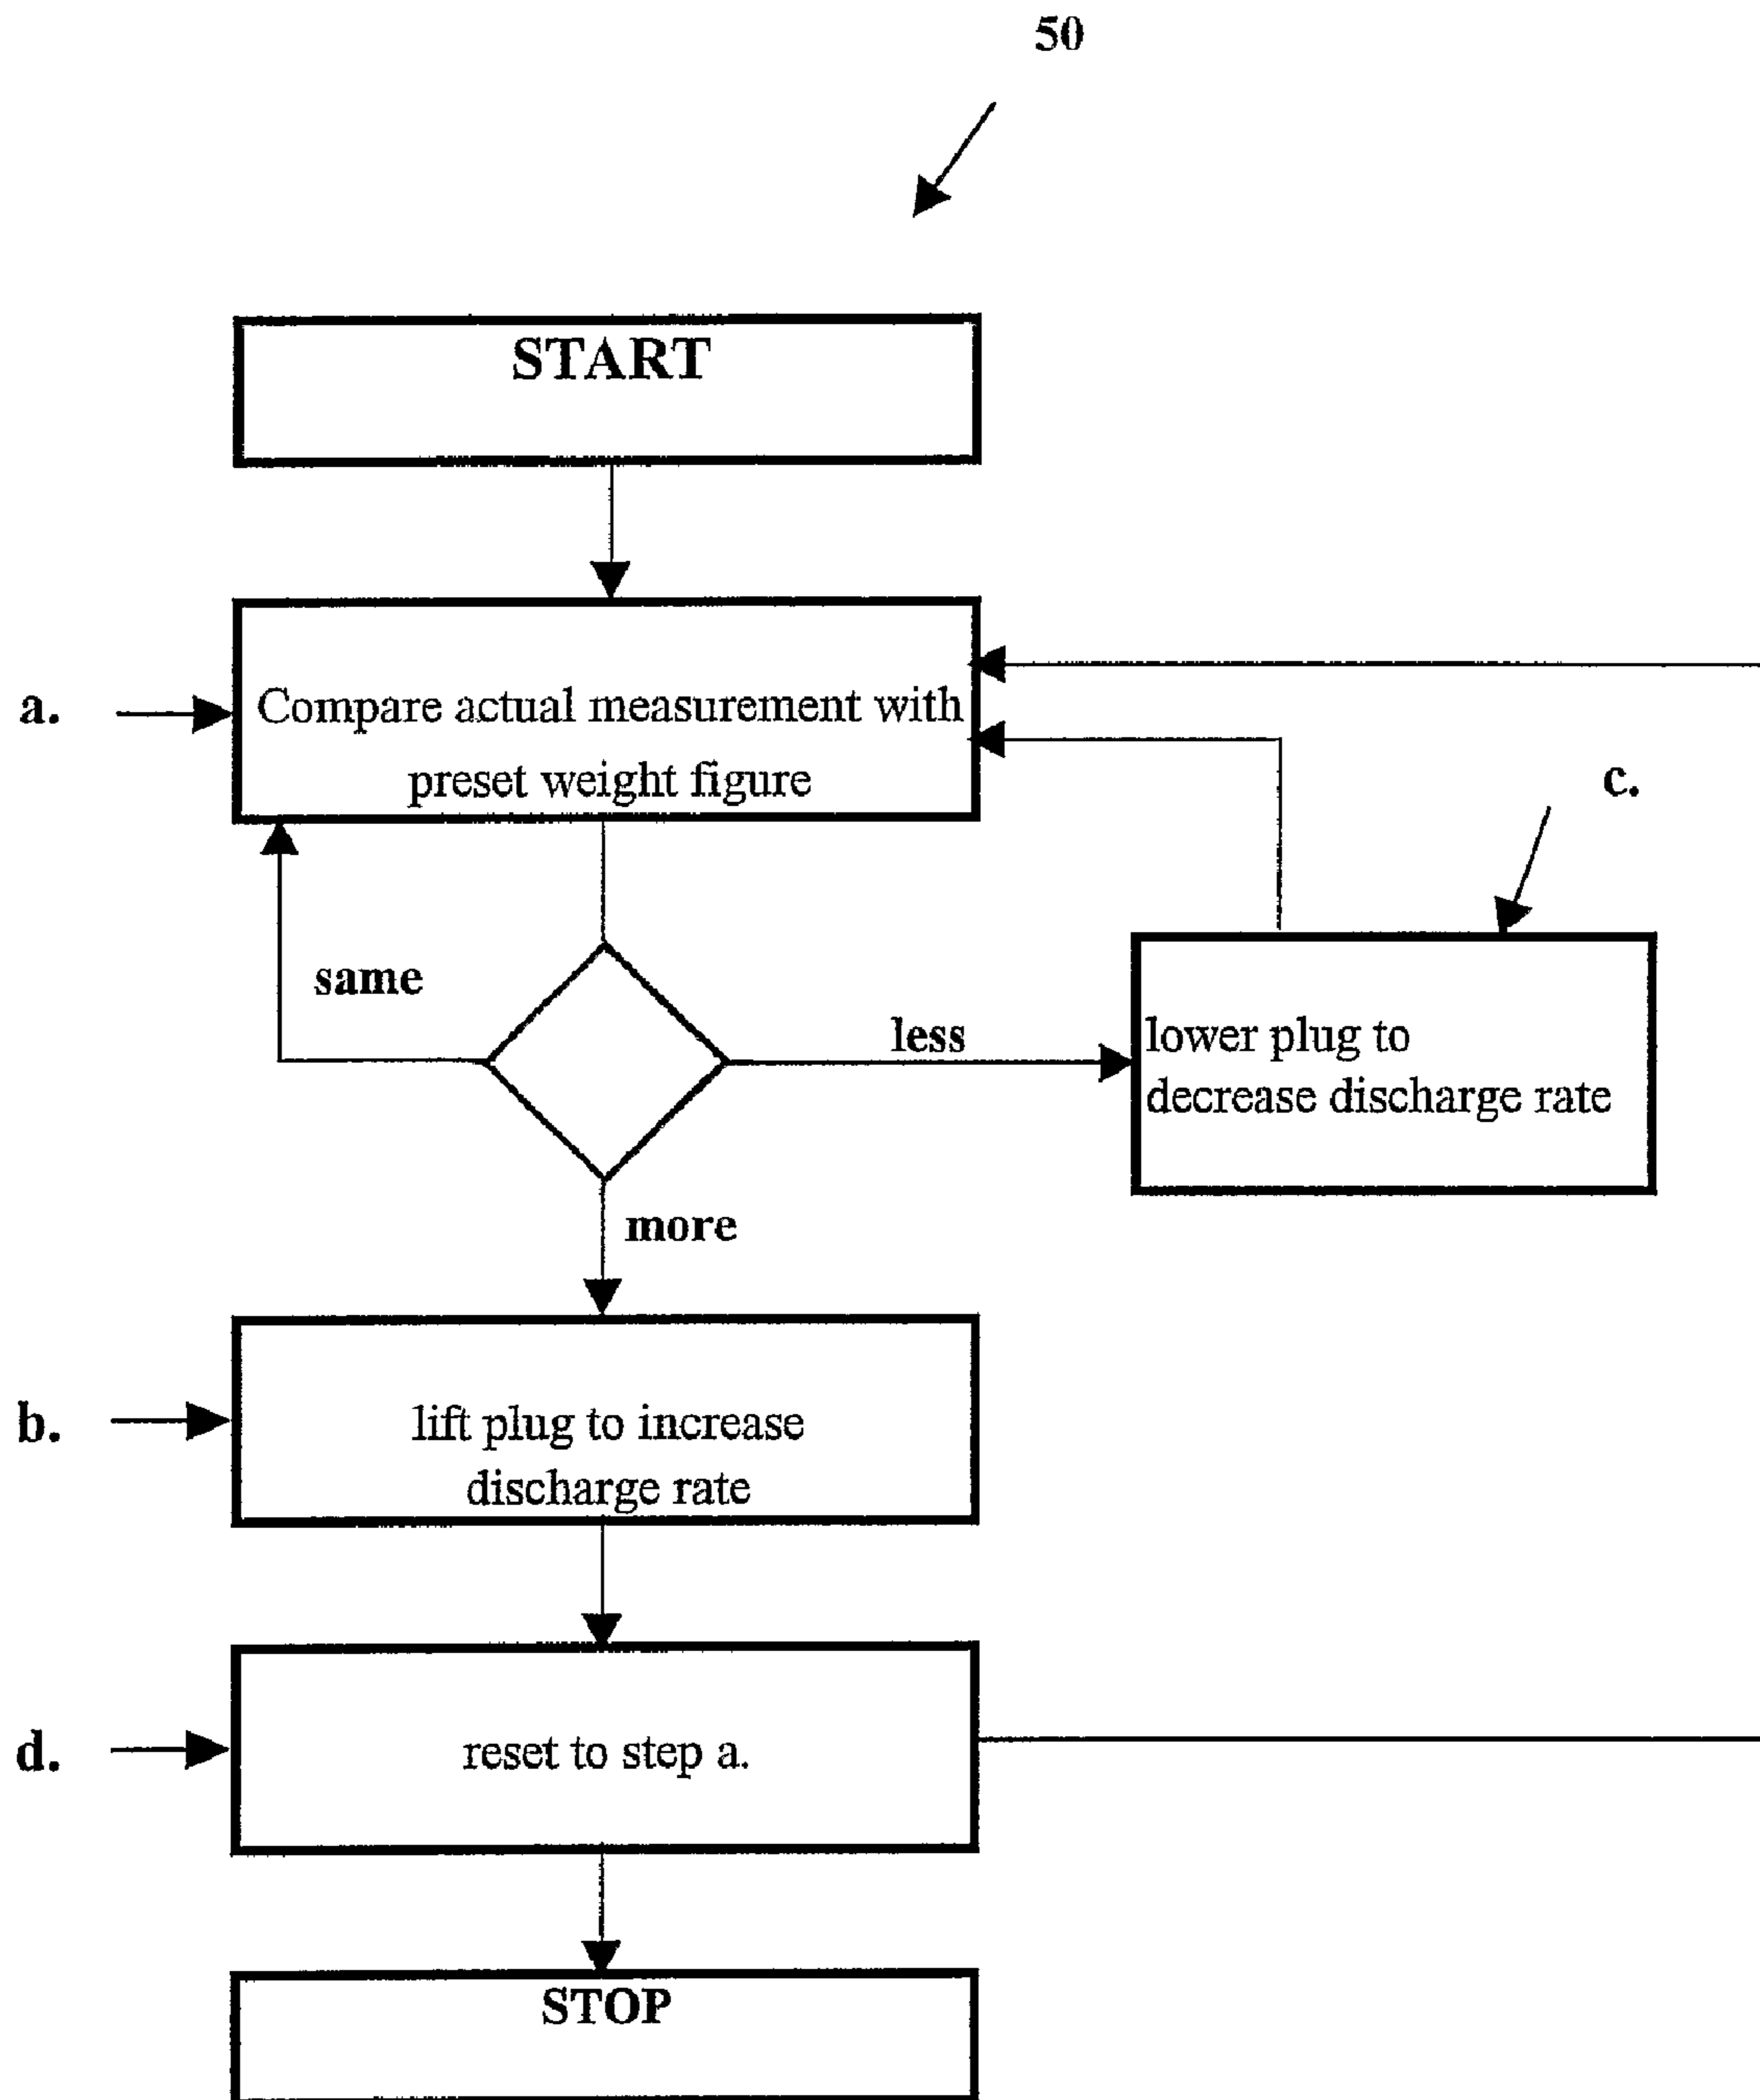 50
START
a.
Compare actual measurement with
preset weight figure
c.
same
less
lower plug to
decrease discharge rate
more
b.
lift plug to increase
discharge rate
d.
reset to step a.
STOP